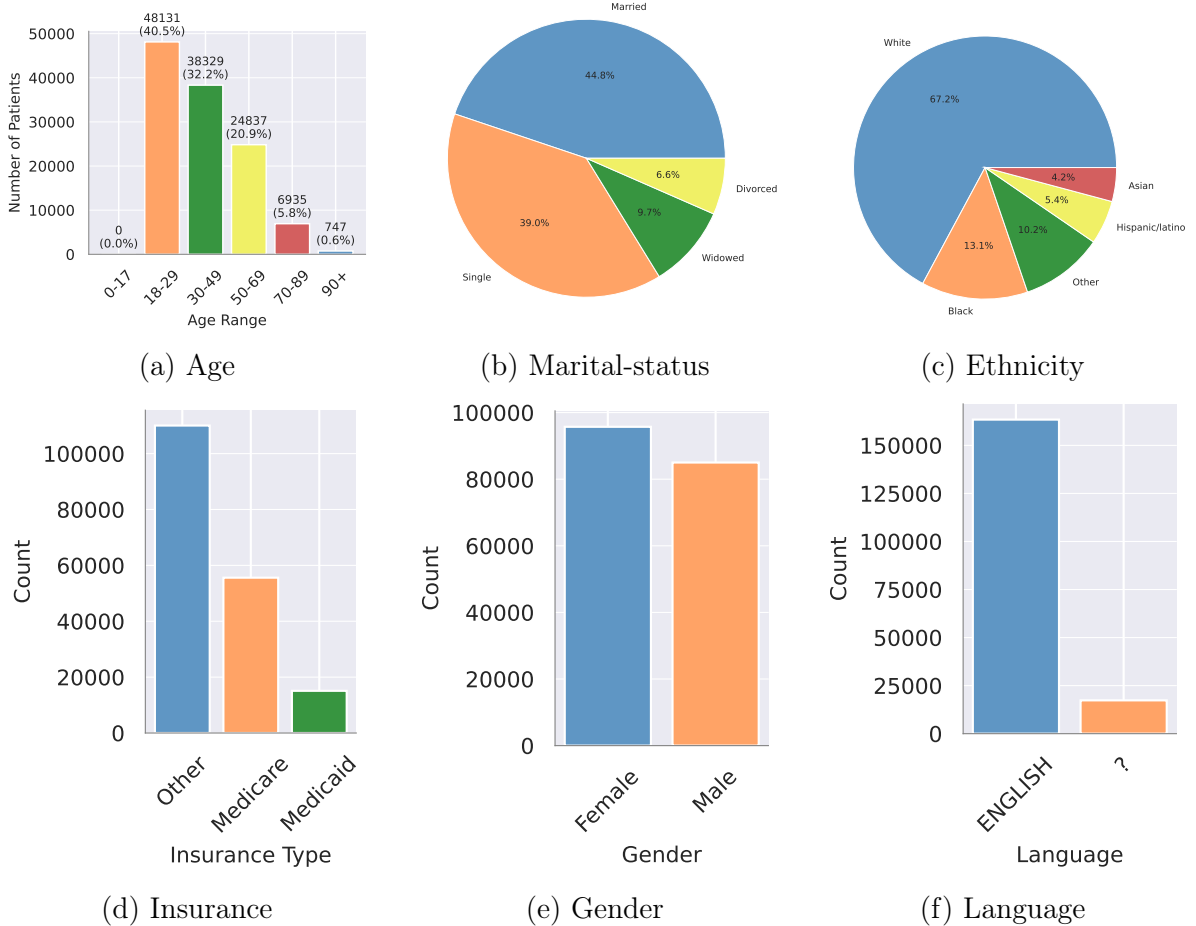 Number of Patients
50000
40000
30000
20000
10000
0
0
(0.0%)
48131
(40.5%)
38329
(32.2%)
24837
(20.9%)
6935
(5.8%)
747
(0.6%)
0-17
18-29
30-49
50-69
70-89
90+
Age Range
(a) Age
Married
44.8%
39.0%
Single
9.7%
Widowed
6.6%
Divorced
(b) Marital-status
White
67.2%
13.1%
Black
10.2%
Other
5.4%
Hispanic/latino
4.2%
Asian
(c) Ethnicity
Count
100000
80000
60000
40000
20000
0
Other
Medicare
Medicaid
Insurance Type
(d) Insurance
Count
100000
80000
60000
40000
20000
0
Female
Male
Gender
(e) Gender
Count
150000
125000
100000
75000
50000
25000
0
ENGLISH
?
Language
(f) Language